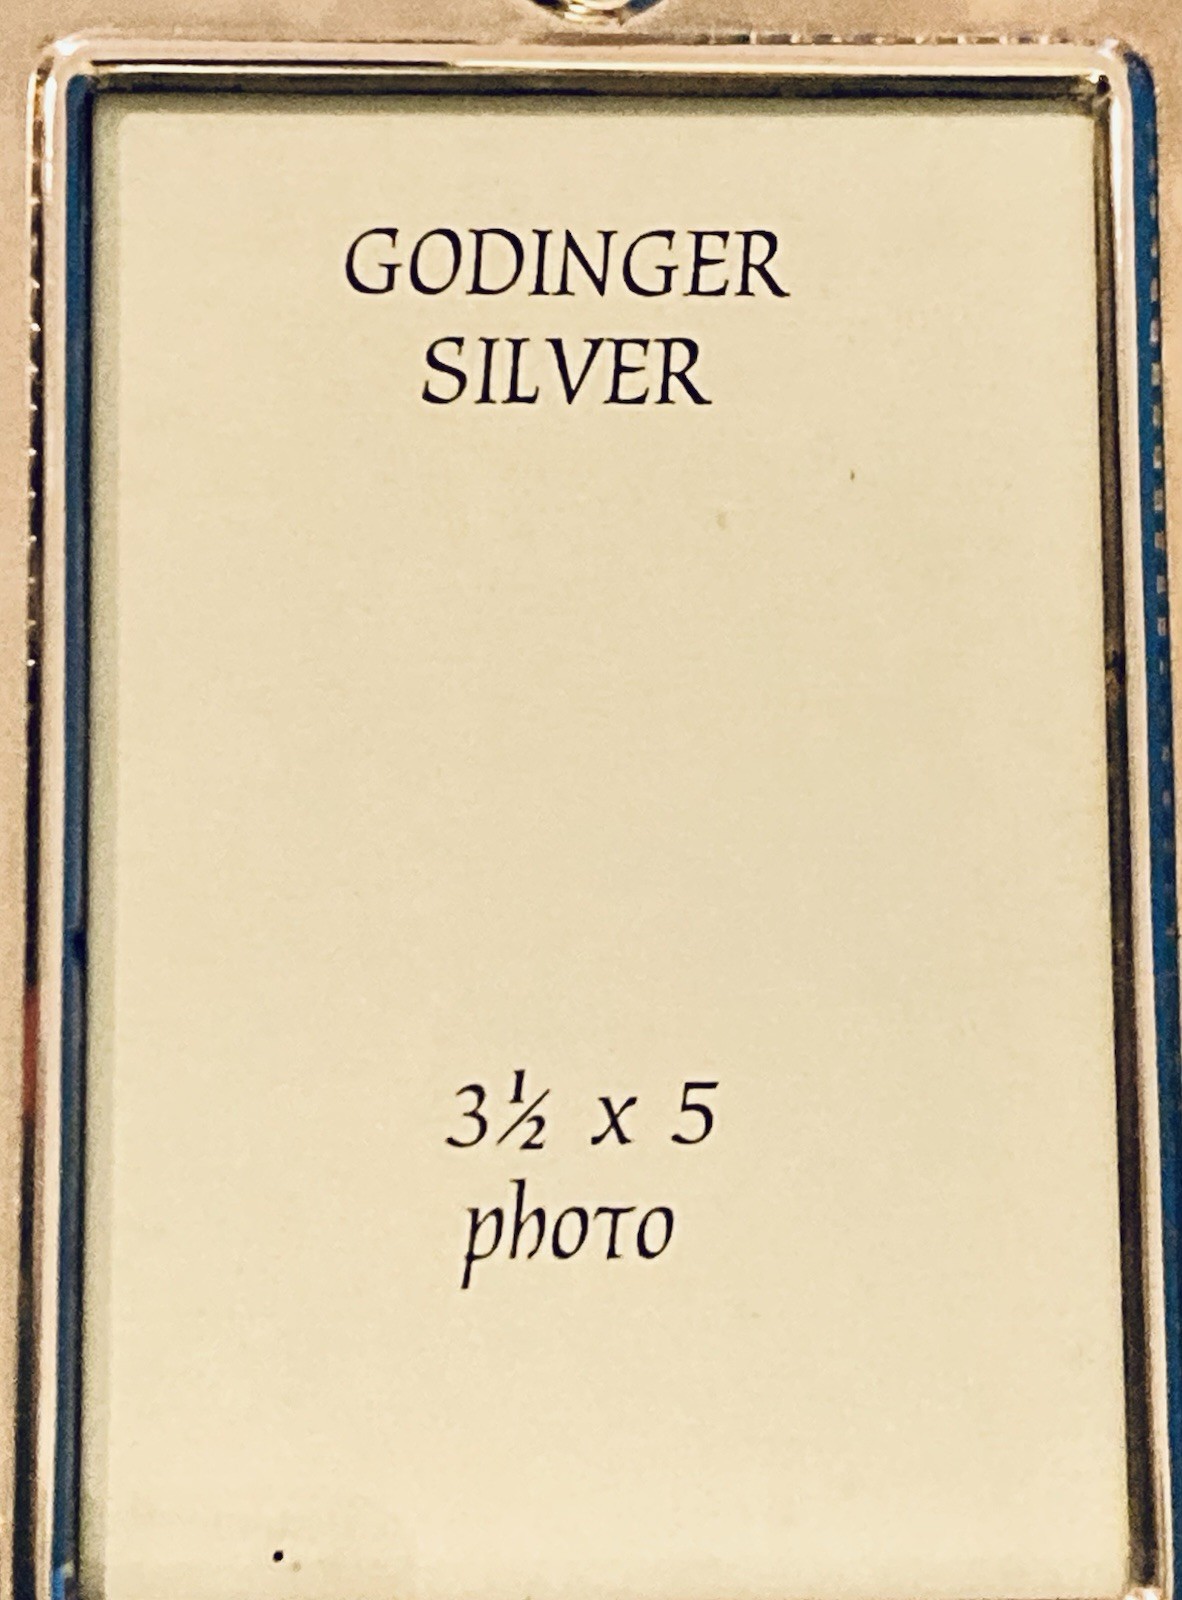 GODINGER
SILVER
3½ x 5
photo